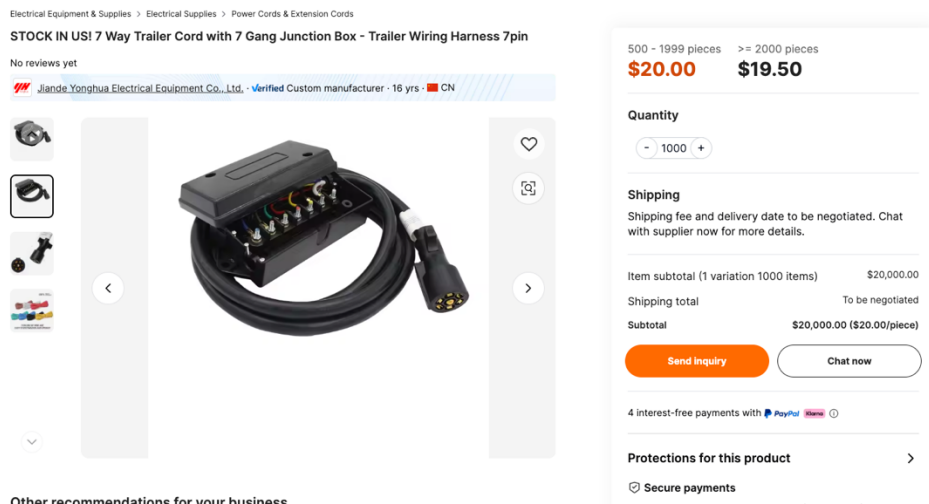 Electrical Equipment & Supplies > Electrical Supplies > Power Cords & Extension Cords
STOCK IN US! 7 Way Trailer Cord with 7 Gang Junction Box - Trailer Wiring Harness 7pin
No reviews yet
Jiande Yonghua Electrical Equipment Co., Ltd. · Verified Custom manufacturer · 16 yrs · CN
500 - 1999 pieces
>= 2000 pieces
$20.00
$19.50
Quantity
- 1000 +
Shipping
Shipping fee and delivery date to be negotiated. Chat
with supplier now for more details.
Item subtotal (1 variation 1000 items) $20,000.00
Shipping total To be negotiated
Subtotal $20,000.00 ($20.00/piece)
Send inquiry
Chat now
4 interest-free payments with PayPal Klarna
Protections for this product
Secure payments
Other recommendations for your business